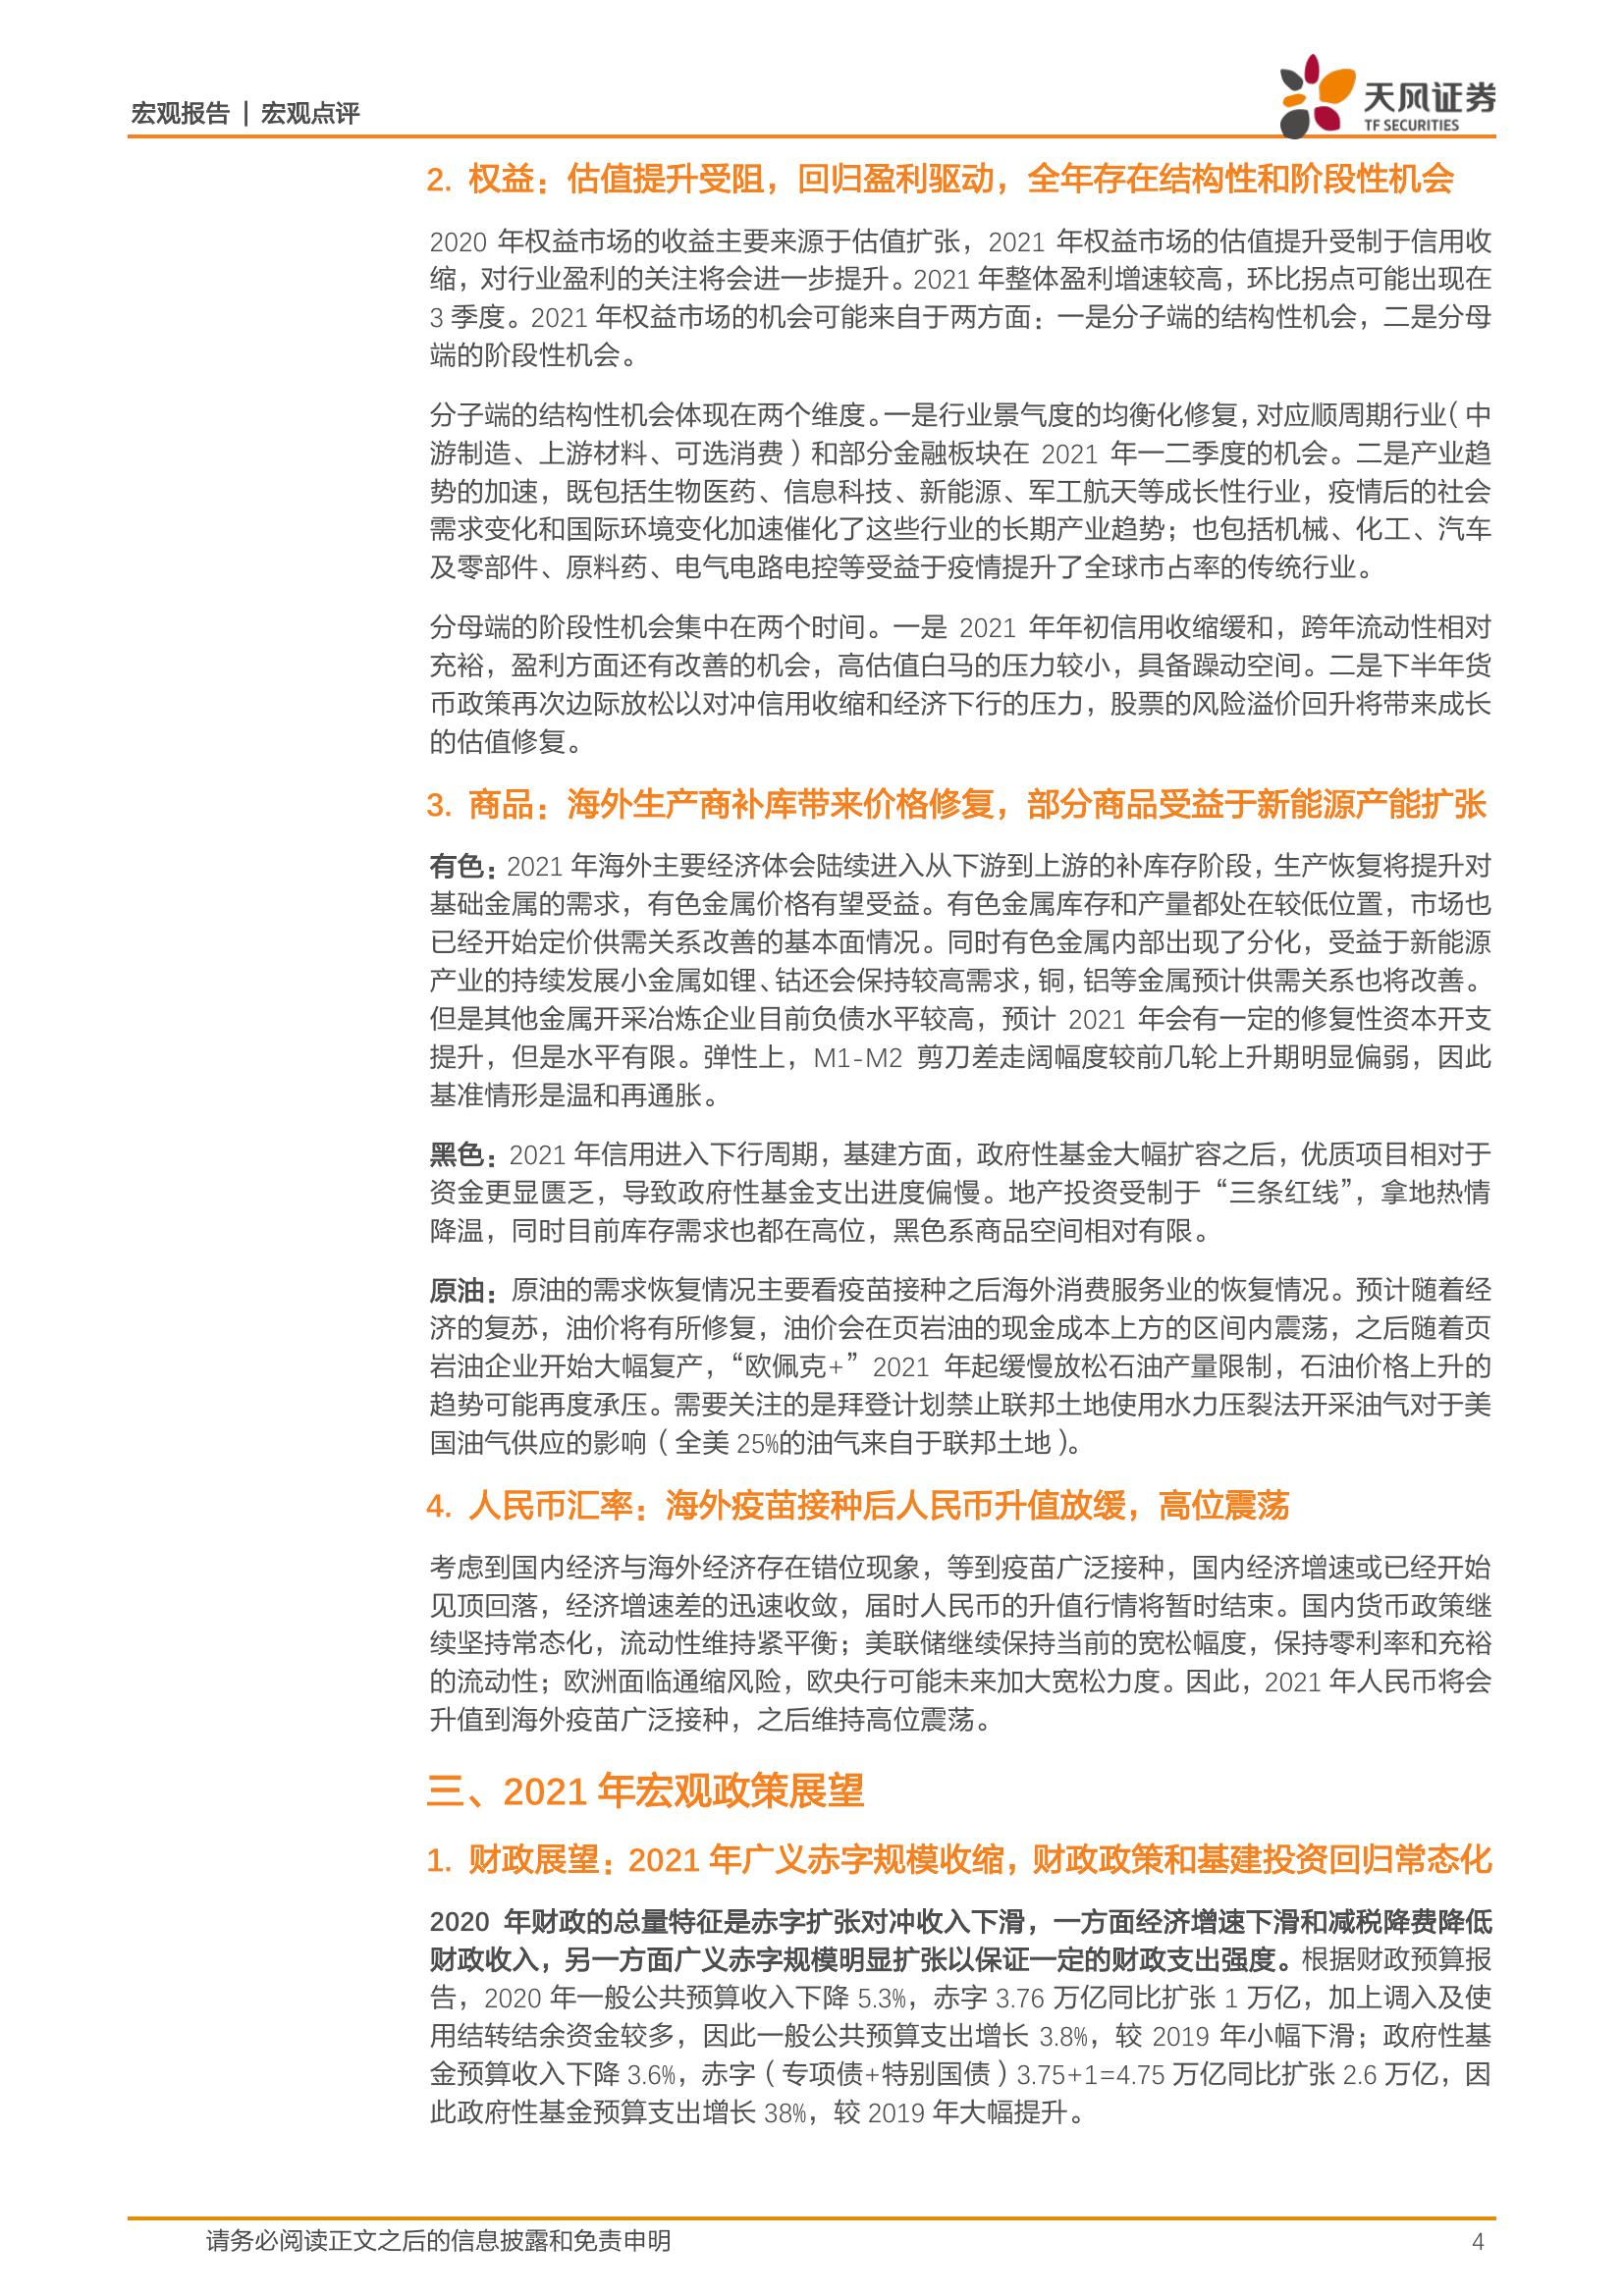 宏观报告 | 宏观点评
天风证券
TF SECURITIES
2. 权益：估值提升受阻，回归盈利驱动，全年存在结构性和阶段性机会
2020 年权益市场的收益主要来源于估值扩张，2021 年权益市场的估值提升受制于信用收
缩，对行业盈利的关注将会进一步提升。2021 年整体盈利增速较高，环比拐点可能出现在
3 季度。2021 年权益市场的机会可能来自于两方面：一是分子端的结构性机会，二是分母
端的阶段性机会。
分子端的结构性机会体现在两个维度。一是行业景气度的均衡化修复，对应顺周期行业（中
游制造、上游材料、可选消费）和部分金融板块在 2021 年一二季度的机会。二是产业趋
势的加速，既包括生物医药、信息科技、新能源、军工航天等成长性行业，疫情后的社会
需求变化和国际环境变化加速催化了这些行业的长期产业趋势；也包括机械、化工、汽车
及零部件、原料药、电气电路电控等受益于疫情提升了全球市占率的传统行业。
分母端的阶段性机会集中在两个时间。一是 2021 年年初信用收缩缓和，跨年流动性相对
充裕，盈利方面还有改善的机会，高估值白马的压力较小，具备躁动空间。二是下半年货
币政策再次边际放松以对冲信用收缩和经济下行的压力，股票的风险溢价回升将带来成长
的估值修复。
3. 商品：海外生产商补库带来价格修复，部分商品受益于新能源产能扩张
有色：2021 年海外主要经济体会陆续进入从下游到上游的补库存阶段，生产恢复将提升对
基础金属的需求，有色金属价格有望受益。有色金属库存和产量都处在较低位置，市场也
已经开始定价供需关系改善的基本面情况。同时有色金属内部出现了分化，受益于新能源
产业的持续发展小金属如锂、钴还会保持较高需求，铜，铝等金属预计供需关系也将改善。
但是其他金属开采冶炼企业目前负债水平较高，预计 2021 年会有一定的修复性资本开支
提升，但是水平有限。弹性上，M1-M2 剪刀差走阔幅度较前几轮上升期明显偏弱，因此
基准情形是温和再通胀。
黑色：2021 年信用进入下行周期，基建方面，政府性基金大幅扩容之后，优质项目相对于
资金更显匮乏，导致政府性基金支出进度偏慢。地产投资受制于“三条红线”，拿地热情
降温，同时目前库存需求也都在高位，黑色系商品空间相对有限。
原油：原油的需求恢复情况主要看疫苗接种之后海外消费服务业的恢复情况。预计随着经
济的复苏，油价将有所修复，油价会在页岩油的现金成本上方的区间内震荡，之后随着页
岩油企业开始大幅复产，“欧佩克+”2021 年起缓慢放松石油产量限制，石油价格上升的
趋势可能再度承压。需要关注的是拜登计划禁止联邦土地使用水力压裂法开采油气对于美
国油气供应的影响（全美 25%的油气来自于联邦土地）。
4. 人民币汇率：海外疫苗接种后人民币升值放缓，高位震荡
考虑到国内经济与海外经济存在错位现象，等到疫苗广泛接种，国内经济增速或已经开始
见顶回落，经济增速差的迅速收敛，届时人民币的升值行情将暂时结束。国内货币政策继
续坚持常态化，流动性维持紧平衡；美联储继续保持当前的宽松幅度，保持零利率和充裕
的流动性；欧洲面临通缩风险，欧央行可能未来加大宽松力度。因此，2021 年人民币将会
升值到海外疫苗广泛接种，之后维持高位震荡。
三、2021 年宏观政策展望
1. 财政展望：2021 年广义赤字规模收缩，财政政策和基建投资回归常态化
2020 年财政的总量特征是赤字扩张对冲收入下滑，一方面经济增速下滑和减税降费降低
财政收入，另一方面广义赤字规模明显扩张以保证一定的财政支出强度。根据财政预算报
告，2020 年一般公共预算收入下降 5.3%，赤字 3.76 万亿同比扩张 1 万亿，加上调入及使
用结转结余资金较多，因此一般公共预算支出增长 3.8%，较 2019 年小幅下滑；政府性基
金预算收入下降 3.6%，赤字（专项债+特别国债）3.75+1=4.75 万亿同比扩张 2.6 万亿，因
此政府性基金预算支出增长 38%，较 2019 年大幅提升。
请务必阅读正文之后的信息披露和免责申明
4